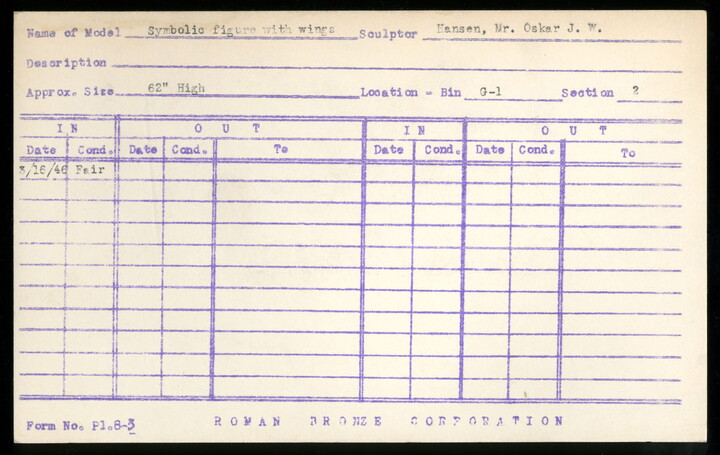 Name of Model Symbolic figure with wings Sculptor Hansen, Mr. Oskar J. W.
Description
Approx. Size 62" High Location - Bin G-1 Section 2
IN OUT IN OUT
Date Cond. Date Cond. To Date Cond. Date Cond. To
3/16/46 Fair
Form No. Pl.8-3 ROMAN BRONZE CORPORATION